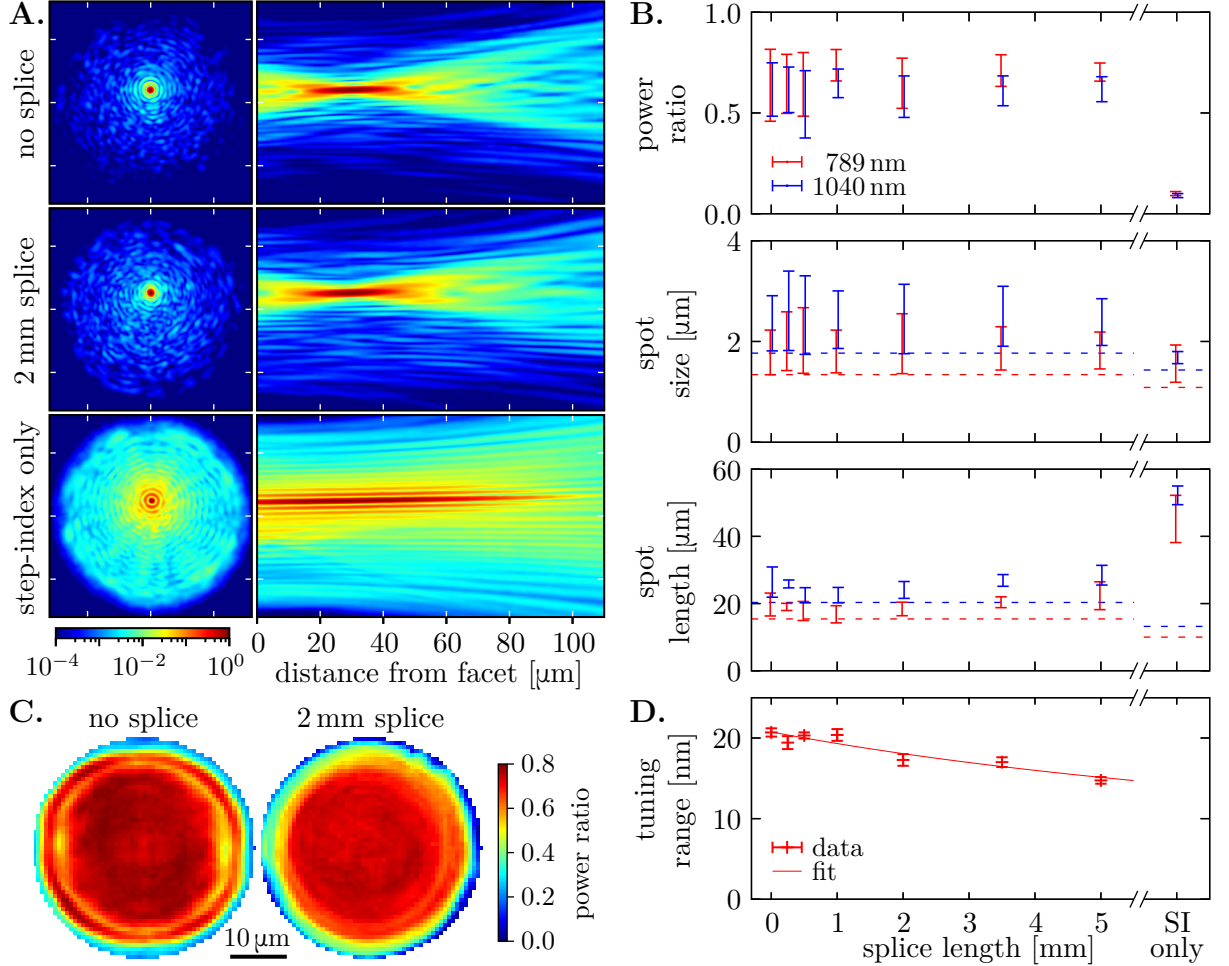 A.
no splice
2 mm splice
step-index only
10⁻⁴ 10⁻² 10⁰
0 20 40 60 80 100
distance from facet [μm]
B.
power
ratio
1.0
0.5
0.0
789 nm
1040 nm
spot
size [μm]
4
2
0
spot
length [μm]
60
40
20
0
C.
no splice
2 mm splice
10 μm
0.8
0.6
0.4
0.2
0.0
power ratio
D.
tuning
range [nm]
20
10
0
data
fit
0 1 2 3 4 5 SI
splice length [mm] only